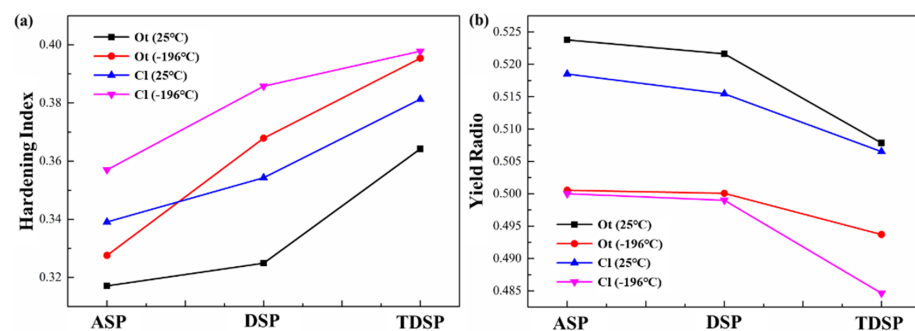 (a)
0.40
0.38
0.36
0.34
0.32
Hardening Index
Ot (25℃)
Ot (-196℃)
Cl (25℃)
Cl (-196℃)
ASP DSP TDSP
(b)
0.525
0.520
0.515
0.510
0.505
0.500
0.495
0.490
0.485
Yield Radio
Ot (25℃)
Ot (-196℃)
Cl (25℃)
Cl (-196℃)
ASP DSP TDSP